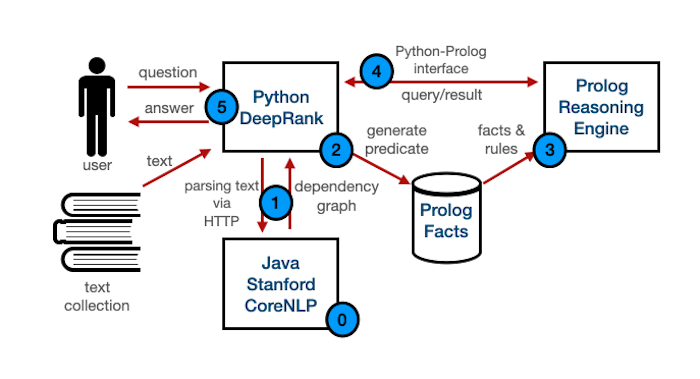 question
answer
user
text
text
collection
5
Python
DeepRank
4
Python-Prolog
interface
query/result
Prolog
Reasoning
Engine
2
generate
predicate
facts &
rules
3
parsing text
via
HTTP
1
dependency
graph
Prolog
Facts
Java
Stanford
CoreNLP
0